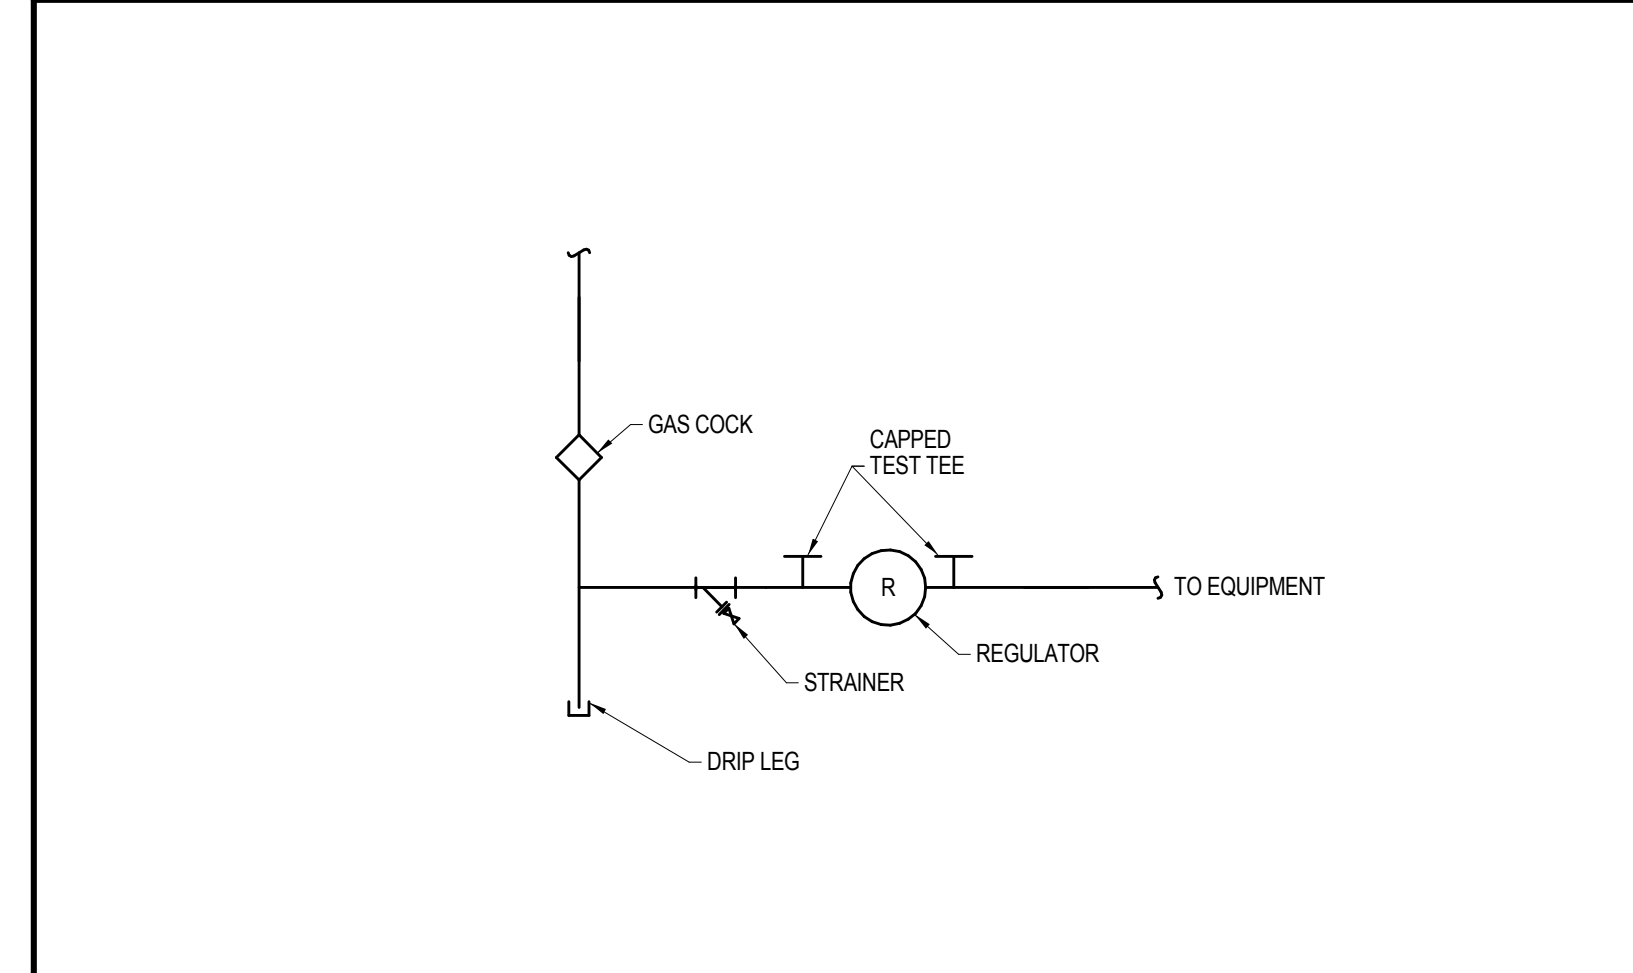 GAS COCK
CAPPED
TEST TEE
R
TO EQUIPMENT
REGULATOR
STRAINER
DRIP LEG